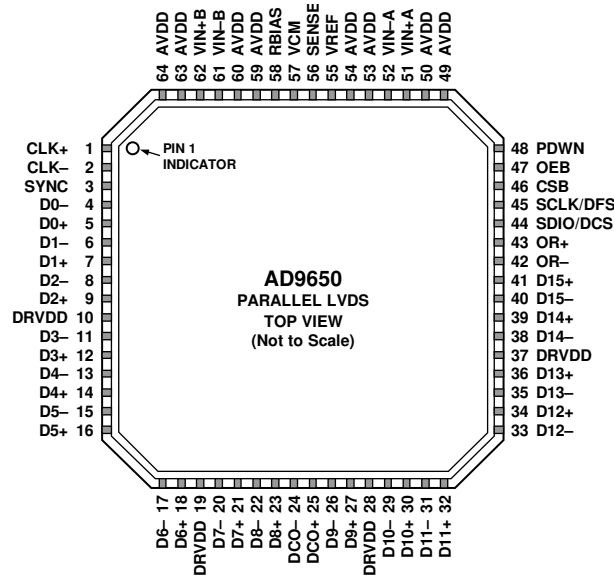 64 AVDD
63 AVDD
62 VIN+B
61 VIN–B
60 AVDD
59 AVDD
58 RBIAS
57 VCM
56 SENSE
55 VREF
54 AVDD
53 AVDD
52 VIN–A
51 VIN+A
50 AVDD
49 AVDD
CLK+ 1
CLK– 2
SYNC 3
D0– 4
D0+ 5
D1– 6
D1+ 7
D2– 8
D2+ 9
DRVDD 10
D3– 11
D3+ 12
D4– 13
D4+ 14
D5– 15
D5+ 16
PIN 1
INDICATOR
AD9650
PARALLEL LVDS
TOP VIEW
(Not to Scale)
48 PDWN
47 OEB
46 CSB
45 SCLK/DFS
44 SDIO/DCS
43 OR+
42 OR–
41 D15+
40 D15–
39 D14+
38 D14–
37 DRVDD
36 D13+
35 D13–
34 D12+
33 D12–
D6– 17
D6+ 18
DRVDD 19
D7– 20
D7+ 21
D8– 22
D8+ 23
DCO– 24
DCO+ 25
D9– 26
D9+ 27
DRVDD 28
D10– 29
D10+ 30
D11– 31
D11+ 32